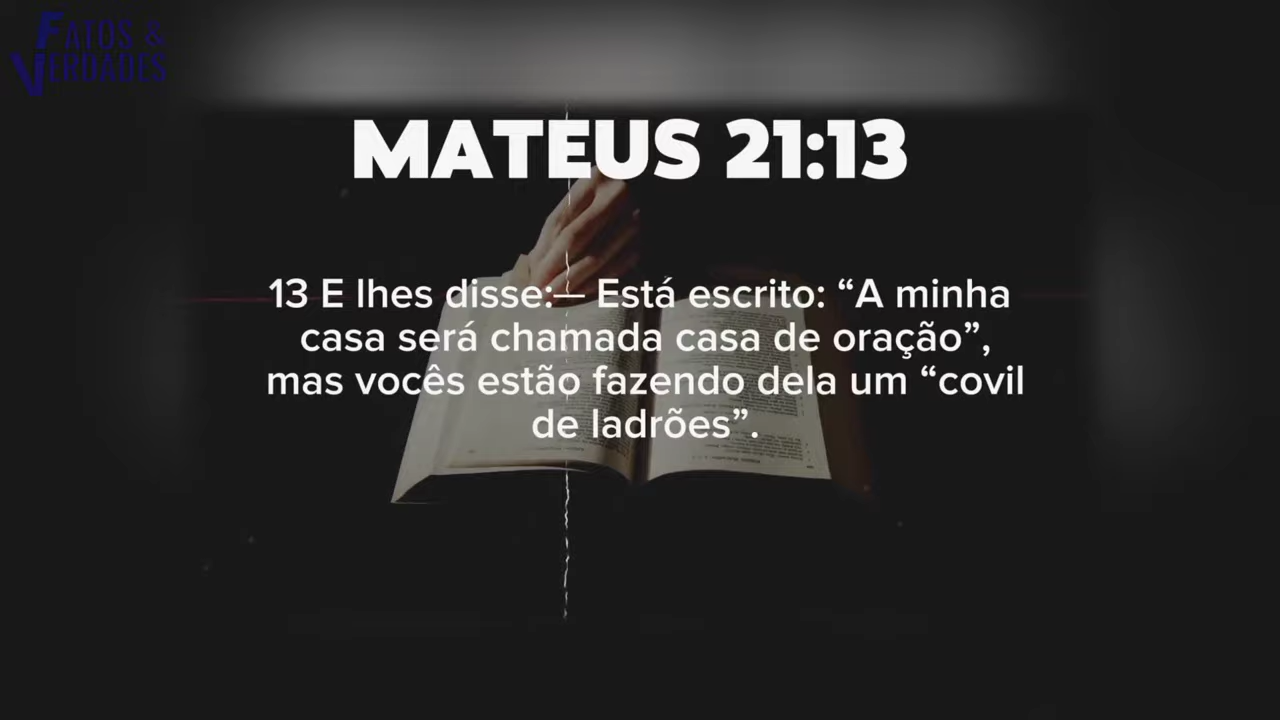 FATOS &
VERDADES
MATEUS 21:13
13 E lhes disse:— Está escrito: “A minha
casa será chamada casa de oração”,
mas vocês estão fazendo dela um “covil
de ladrões”.